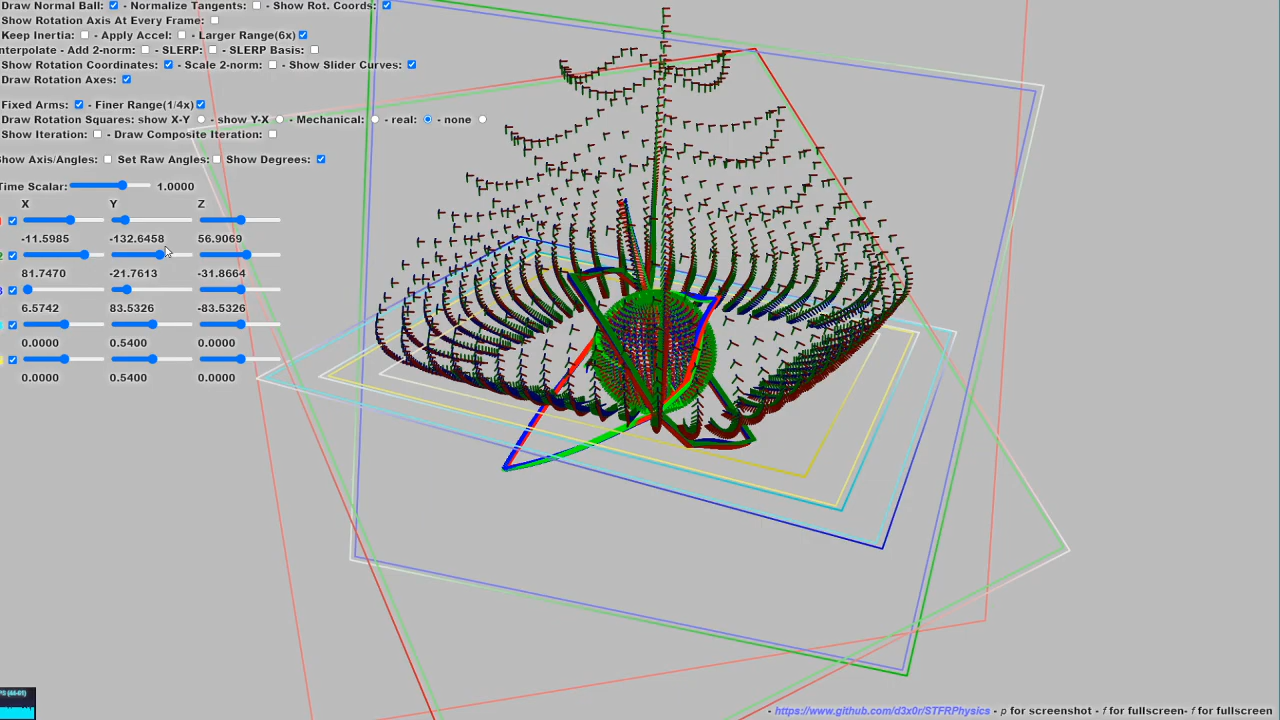 Draw Normal Ball: - Normalize Tangents: - Show Rot. Coords:
Show Rotation Axis At Every Frame:
Keep Inertia: - Apply Accel: - Larger Range(6x)
nterpolate - Add 2-norm: - SLERP: - SLERP Basis:
Show Rotation Coordinates: - Scale 2-norm: - Show Slider Curves:
Draw Rotation Axes:
Fixed Arms: - Finer Range(1/4x)
Draw Rotation Squares: show X-Y - show Y-X - Mechanical: - real: - none
Show Iteration: - Draw Composite Iteration:
Show Axis/Angles: Set Raw Angles: Show Degrees:
Time Scalar: 1.0000
X Y Z
-11.5985 -132.6458 56.9069
81.7470 -21.7613 -31.8664
6.5742 83.5326 -83.5326
0.0000 0.5400 0.0000
0.0000 0.5400 0.0000
- https://www.github.com/d3x0r/STFRPhysics - p for screenshot - f for fullscreen- f for fullscreen